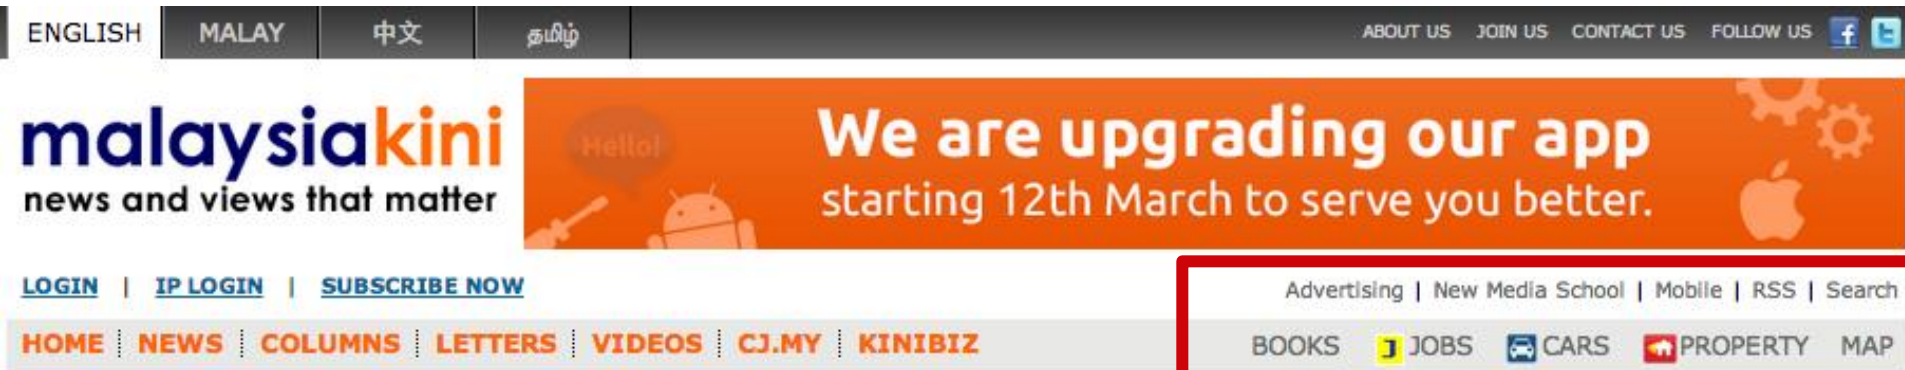 ENGLISH MALAY 中文 தமிழ் ABOUT US JOIN US CONTACT US FOLLOW US
malaysiakini
news and views that matter
Hello!
We are upgrading our app
starting 12th March to serve you better.
LOGIN | IP LOGIN | SUBSCRIBE NOW
Advertising | New Media School | Mobile | RSS | Search
HOME NEWS COLUMNS LETTERS VIDEOS CJ.MY KINIBIZ
BOOKS J JOBS CARS PROPERTY MAP